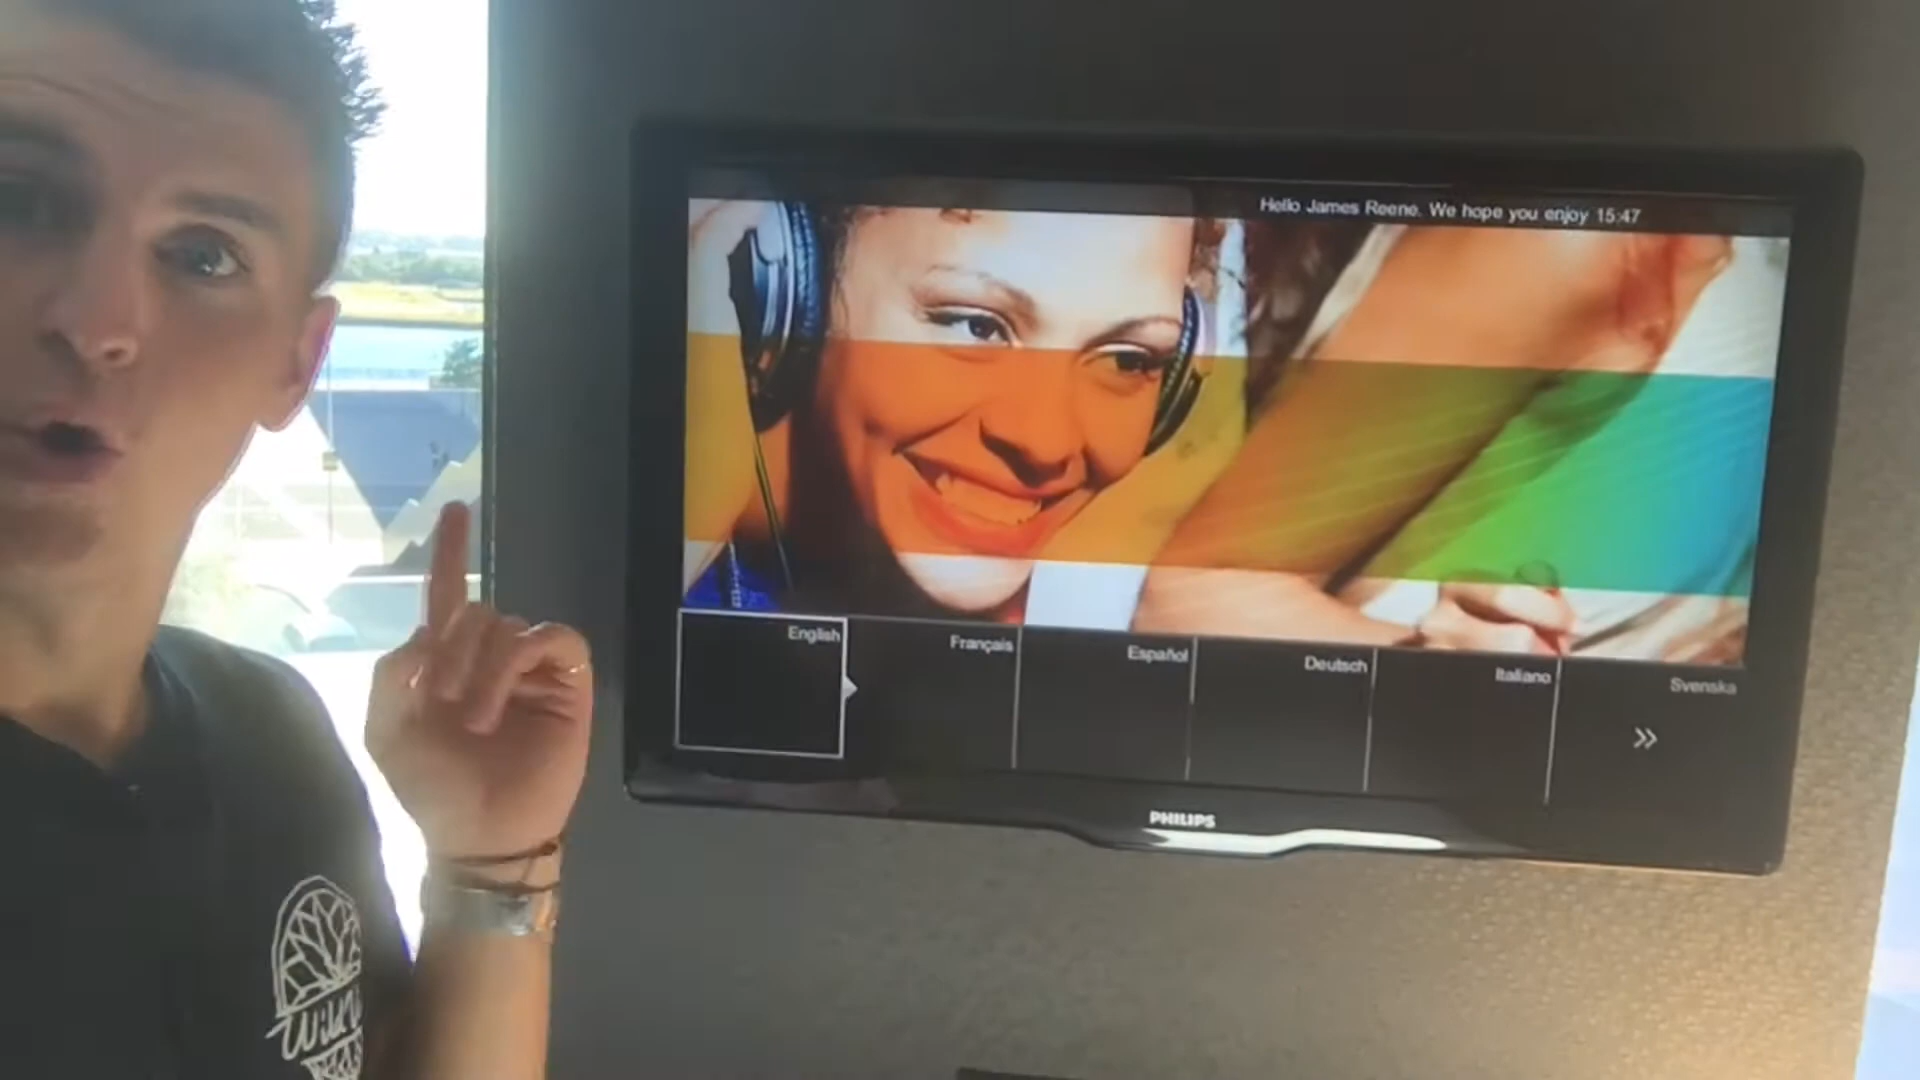 Hello James Reene. We hope you enjoy 15:47
English
Français
Español
Deutsch
Italiano
Svenska
PHILIPS